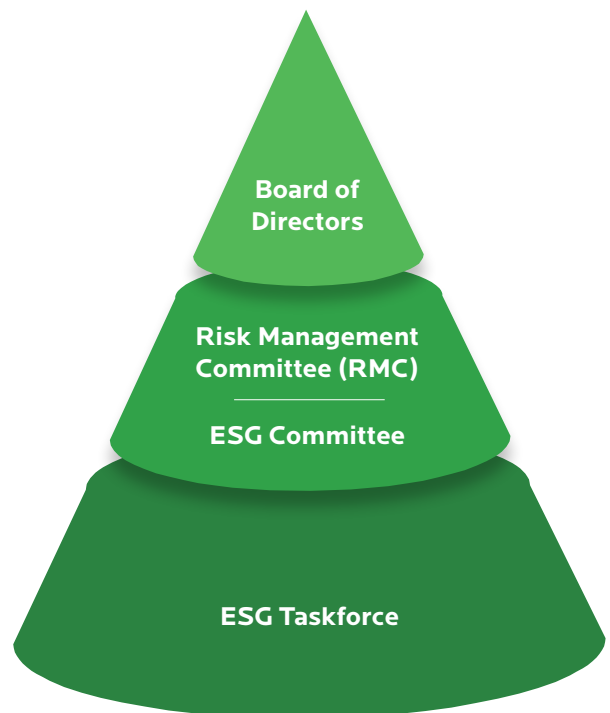 Board of
Directors
Risk Management
Committee (RMC)
ESG Committee
ESG Taskforce